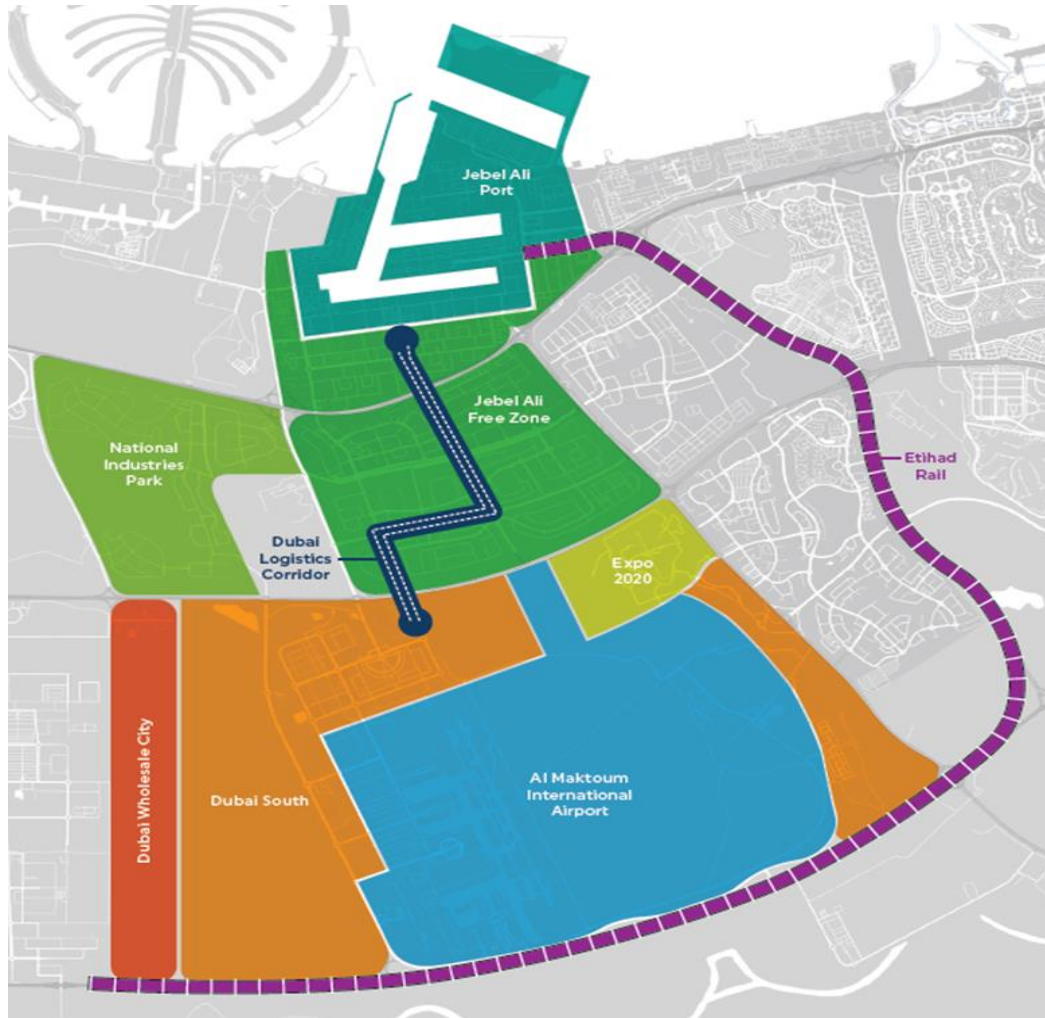 Jebel Ali
Port
Jebel Ali
Free Zone
National
Industries
Park
Etihad
Rail
Dubai
Logistics
Corridor
Expo
2020
Dubai Wholesale City
Dubai South
Al Maktoum
International
Airport